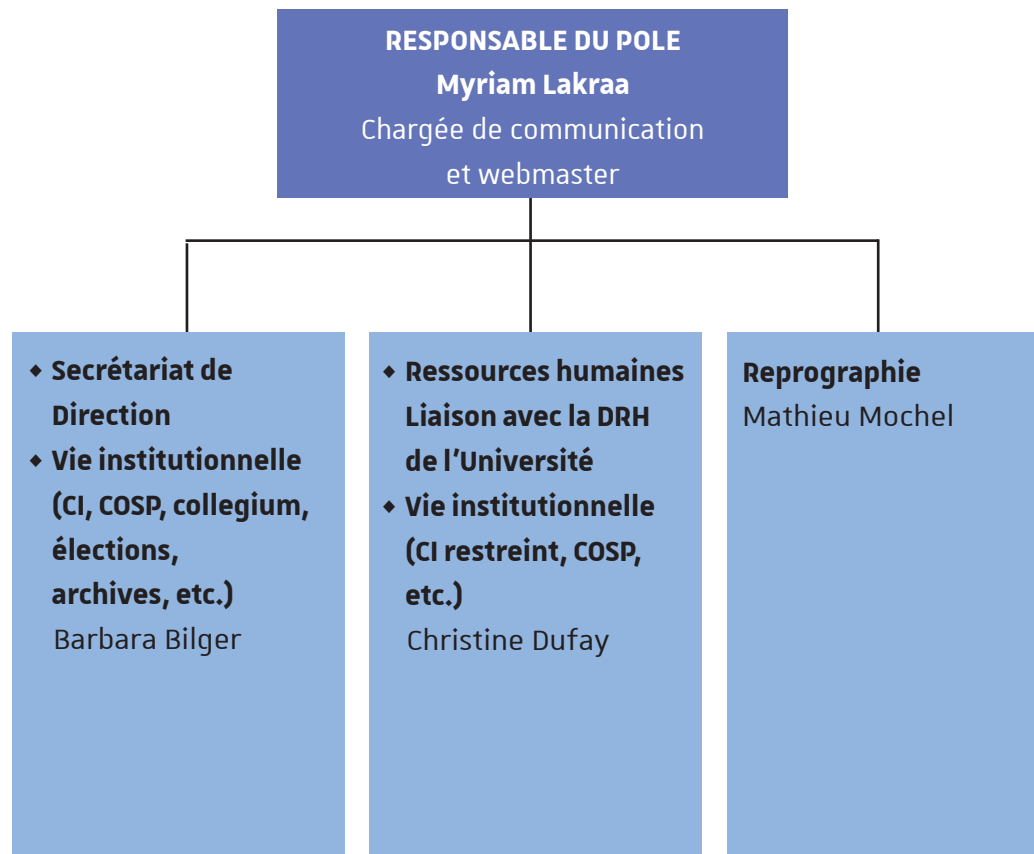 RESPONSABLE DU POLE
Myriam Lakraa
Chargée de communication
et webmaster
◆ Secrétariat de
Direction
◆ Vie institutionnelle
(CI, COSP, collegium,
élections,
archives, etc.)
Barbara Bilger
◆ Ressources humaines
Liaison avec la DRH
de l'Université
◆ Vie institutionnelle
(CI restreint, COSP,
etc.)
Christine Dufay
Reprographie
Mathieu Mochel